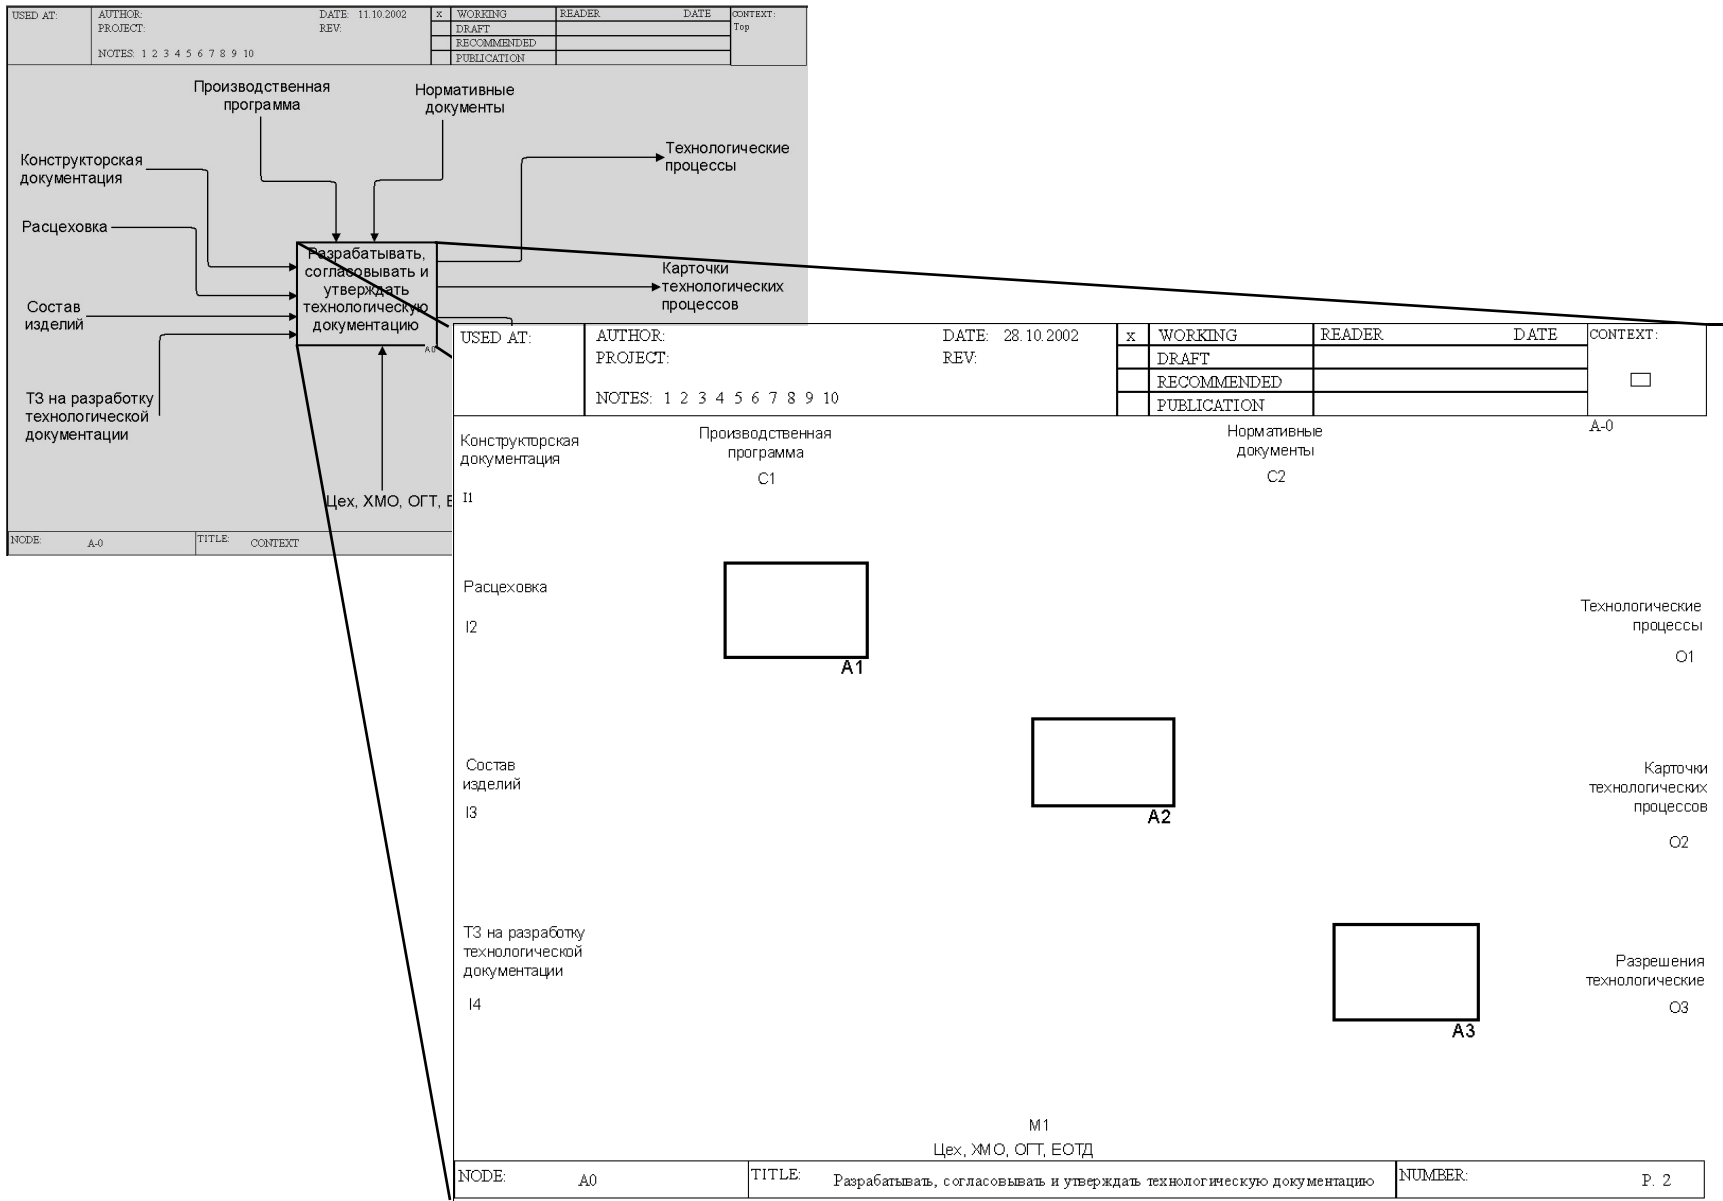 USED AT:
AUTHOR:
DATE: 11.10.2002
x
WORKING
READER
DATE
CONTEXT:
PROJECT:
REV:
DRAFT
Top
RECOMMENDED
NOTES: 1 2 3 4 5 6 7 8 9 10
PUBLICATION
Производственная
программа
Нормативные
документы
Конструкторская
документация
Технологические
процессы
Расцеховка
Разрабатывать,
согласовывать и
утверждать
технологическую
документацию
A0
Карточки
технологических
процессов
Состав
изделий
ТЗ на разработку
технологической
документации
Цех, ХМО, ОГТ, Е
NODE:
A-0
TITLE:
CONTEXT
USED AT:
AUTHOR:
DATE: 28.10.2002
x
WORKING
READER
DATE
CONTEXT:
PROJECT:
REV:
DRAFT
RECOMMENDED
NOTES: 1 2 3 4 5 6 7 8 9 10
PUBLICATION
A-0
Конструкторская
документация
I1
Производственная
программа
C1
Нормативные
документы
C2
Расцеховка
I2
A1
Технологические
процессы
O1
Состав
изделий
I3
A2
Карточки
технологических
процессов
O2
ТЗ на разработку
технологической
документации
I4
A3
Разрешения
технологические
O3
M1
Цех, ХМО, ОГТ, ЕОТД
NODE:
A0
TITLE:
Разрабатывать, согласовывать и утверждать технологическую документацию
NUMBER:
P. 2